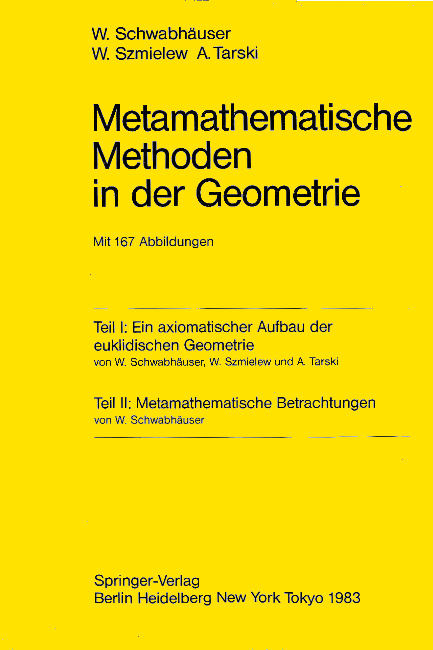 W. Schwabhäuser
W. Szmielew A. Tarski
Metamathematische
Methoden
in der Geometrie
Mit 167 Abbildungen
Teil I: Ein axiomatischer Aufbau der
euklidischen Geometrie
von W. Schwabhäuser, W. Szmielew und A. Tarski
Teil II: Metamathematische Betrachtungen
von W. Schwabhäuser
Springer-Verlag
Berlin Heidelberg New York Tokyo 1983